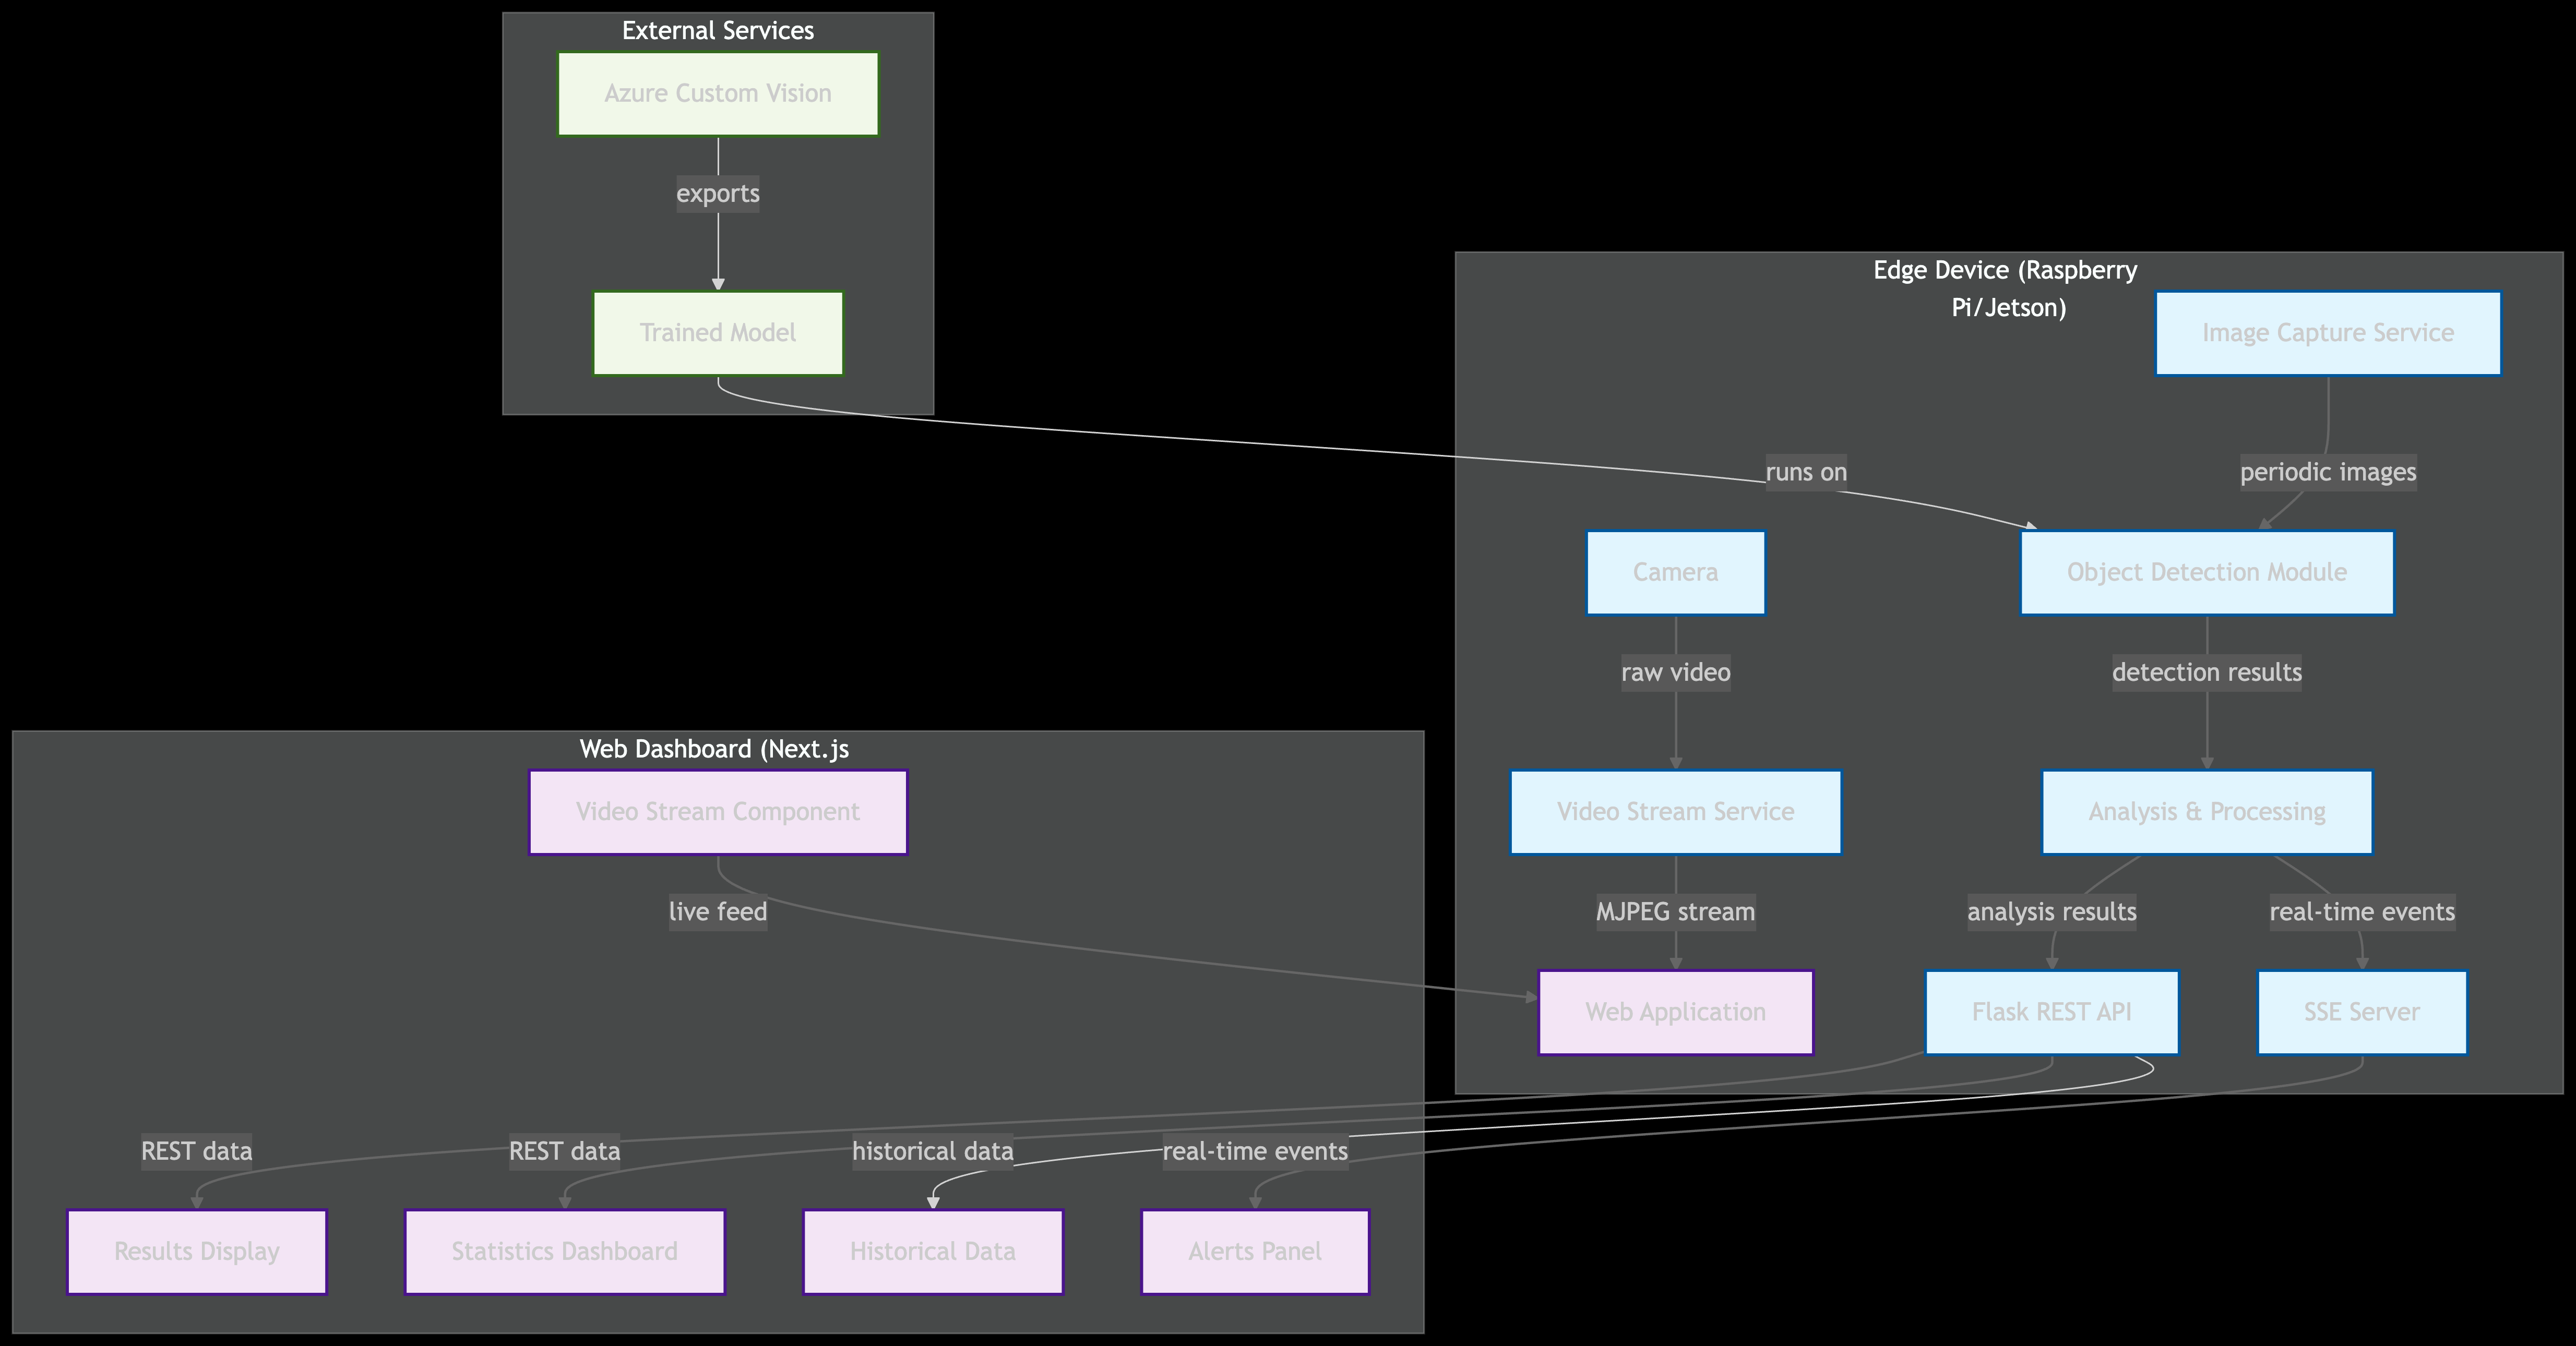 External Services
Azure Custom Vision
exports
Trained Model
Edge Device (Raspberry
Pi/Jetson)
Image Capture Service
runs on
periodic images
Camera
Object Detection Module
raw video
detection results
Web Dashboard (Next.js
Video Stream Component
Video Stream Service
Analysis & Processing
live feed
MJPEG stream
analysis results
real-time events
Web Application
Flask REST API
SSE Server
REST data
REST data
historical data
real-time events
Results Display
Statistics Dashboard
Historical Data
Alerts Panel